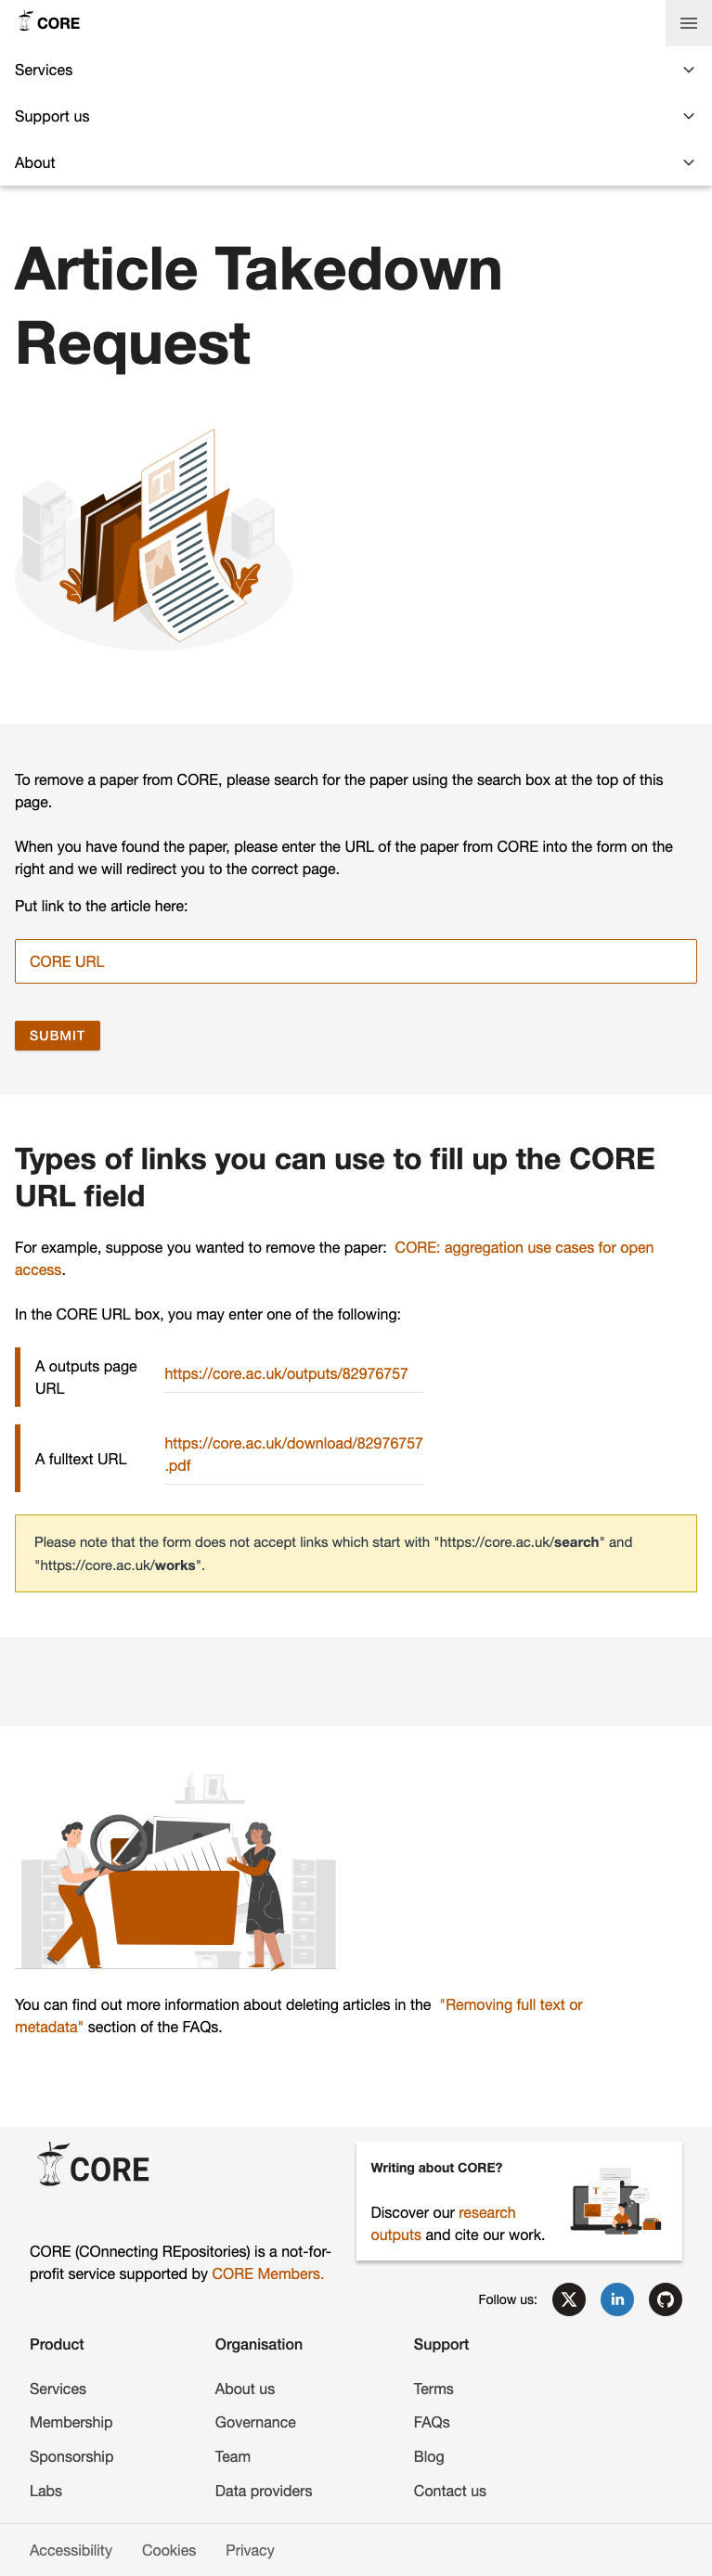 CORE
Services
Support us
About
Article Takedown
Request
T
To remove a paper from CORE, please search for the paper using the search box at the top of this
page.
When you have found the paper, please enter the URL of the paper from CORE into the form on the
right and we will redirect you to the correct page.
Put link to the article here:
CORE URL
SUBMIT
Types of links you can use to fill up the CORE
URL field
For example, suppose you wanted to remove the paper: CORE: aggregation use cases for open
access.
In the CORE URL box, you may enter one of the following:
A outputs page
URL
https://core.ac.uk/outputs/82976757
A fulltext URL
https://core.ac.uk/download/82976757
.pdf
Please note that the form does not accept links which start with "https://core.ac.uk/search" and
"https://core.ac.uk/works".
You can find out more information about deleting articles in the "Removing full text or
metadata" section of the FAQs.
CORE
CORE (COnnecting REpositories) is a not-for-
profit service supported by CORE Members.
Writing about CORE?
Discover our research
outputs and cite our work.
T
Follow us:
X
in
Product
Services
Membership
Sponsorship
Labs
Organisation
About us
Governance
Team
Data providers
Support
Terms
FAQs
Blog
Contact us
Accessibility Cookies Privacy